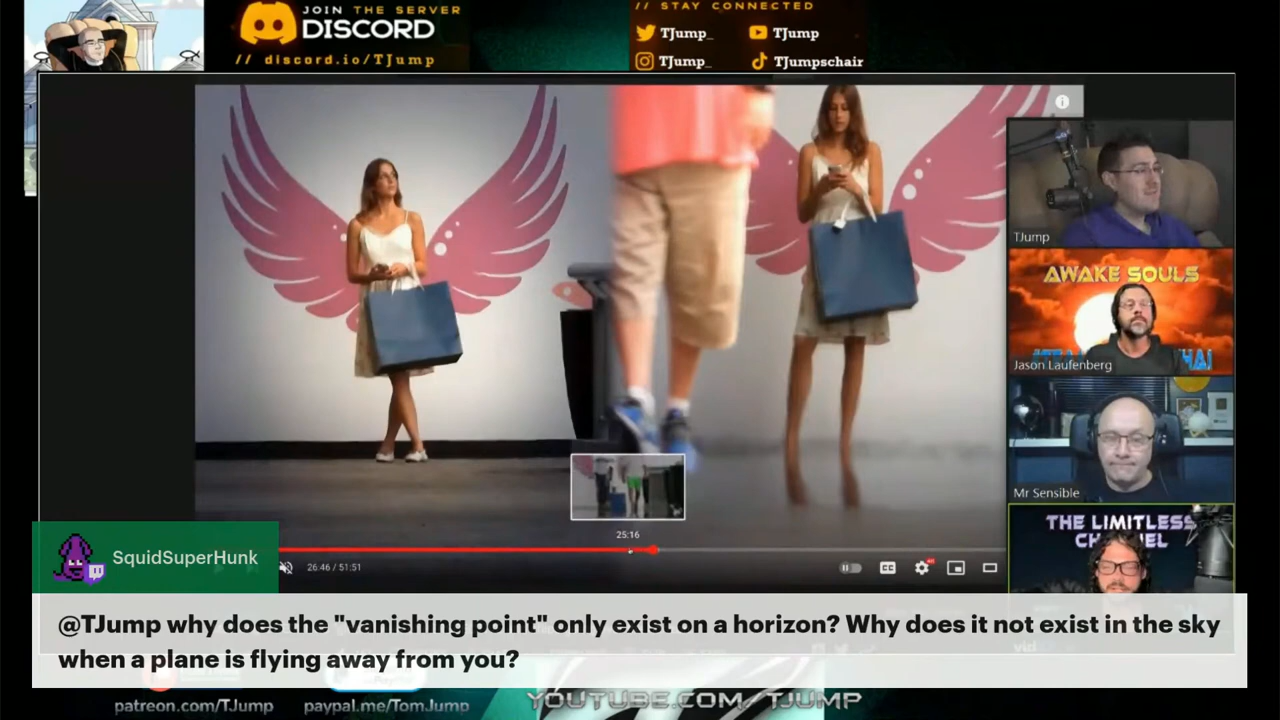 JOIN THE SERVER
DISCORD
// discord.io/TJump
// STAY CONNECTED
TJump_
TJump
TJump_
TJumpschair
TJump
AWAKE SOULS
Jason Laufenberg
Mr Sensible
THE LIMITLESS
25:16
26:46 / 51:51
CC
SquidSuperHunk
@TJump why does the "vanishing point" only exist on a horizon? Why does it not exist in the sky
when a plane is flying away from you?
patreon.com/TJump
paypal.me/TomJump
YOUTUBE.COM/TJUMP